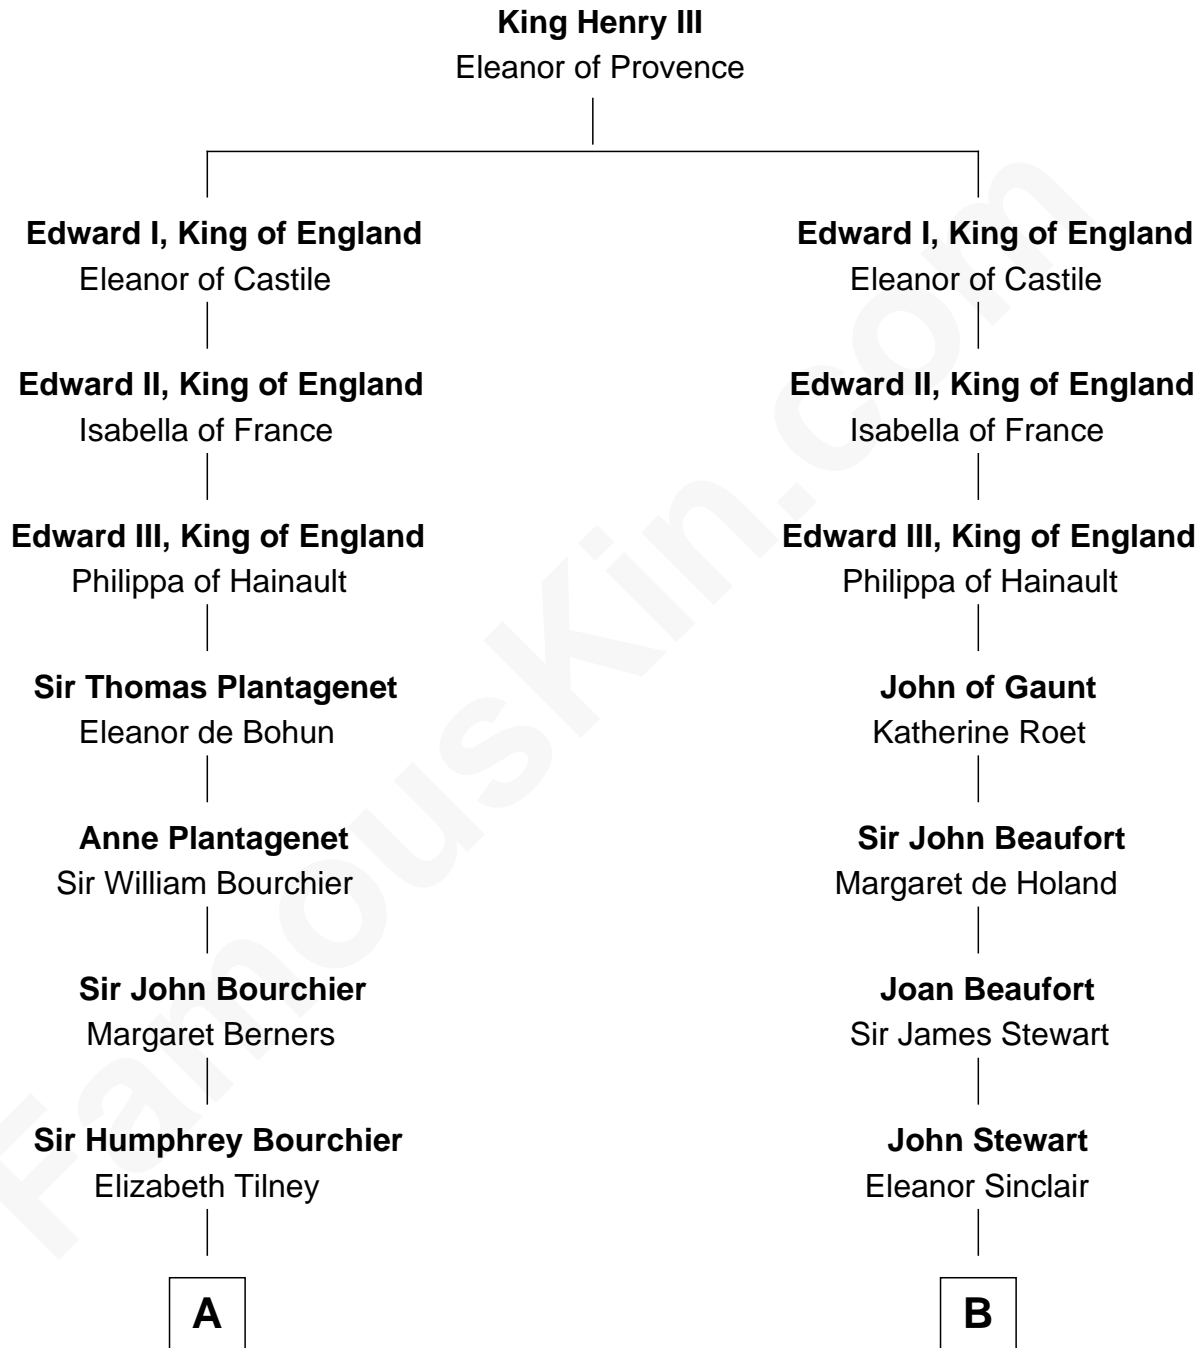 King Henry III
Eleanor of Provence
Edward I, King of England
Eleanor of Castile
Edward II, King of England
Isabella of France
Edward III, King of England
Philippa of Hainault
Sir Thomas Plantagenet
Eleanor de Bohun
Anne Plantagenet
Sir William Bourchier
Sir John Bourchier
Margaret Berners
Sir Humphrey Bourchier
Elizabeth Tilney
A
Edward I, King of England
Eleanor of Castile
Edward II, King of England
Isabella of France
Edward III, King of England
Philippa of Hainault
John of Gaunt
Katherine Roet
Sir John Beaufort
Margaret de Holand
Joan Beaufort
Sir James Stewart
John Stewart
Eleanor Sinclair
B
FamousKin.com